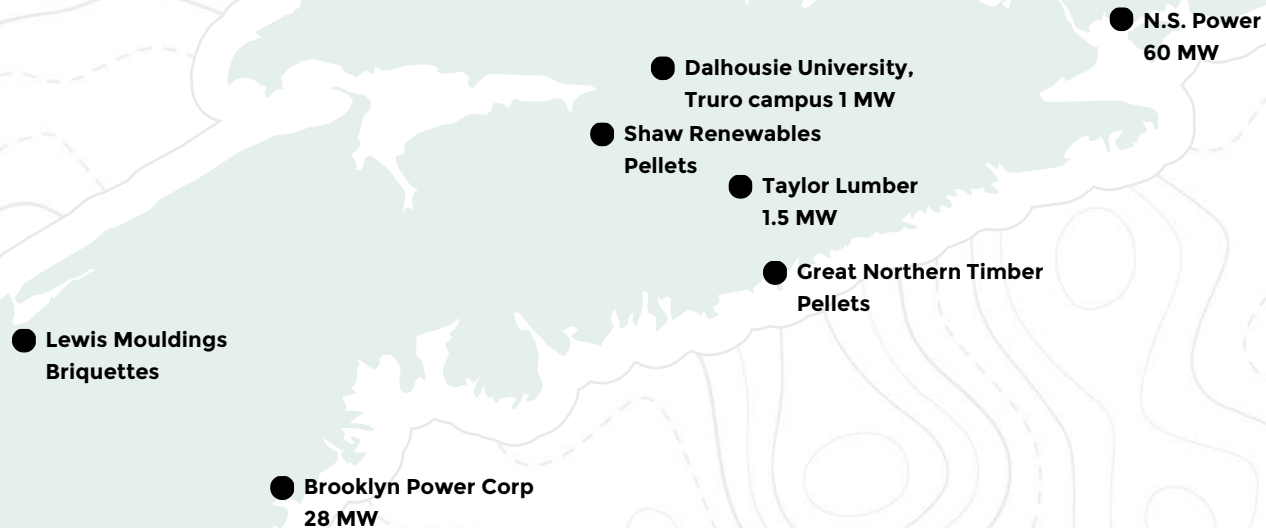 N.S. Power
60 MW
Dalhousie University,
Truro campus 1 MW
Shaw Renewables
Pellets
Taylor Lumber
1.5 MW
Great Northern Timber
Pellets
Lewis Mouldings
Briquettes
Brooklyn Power Corp
28 MW